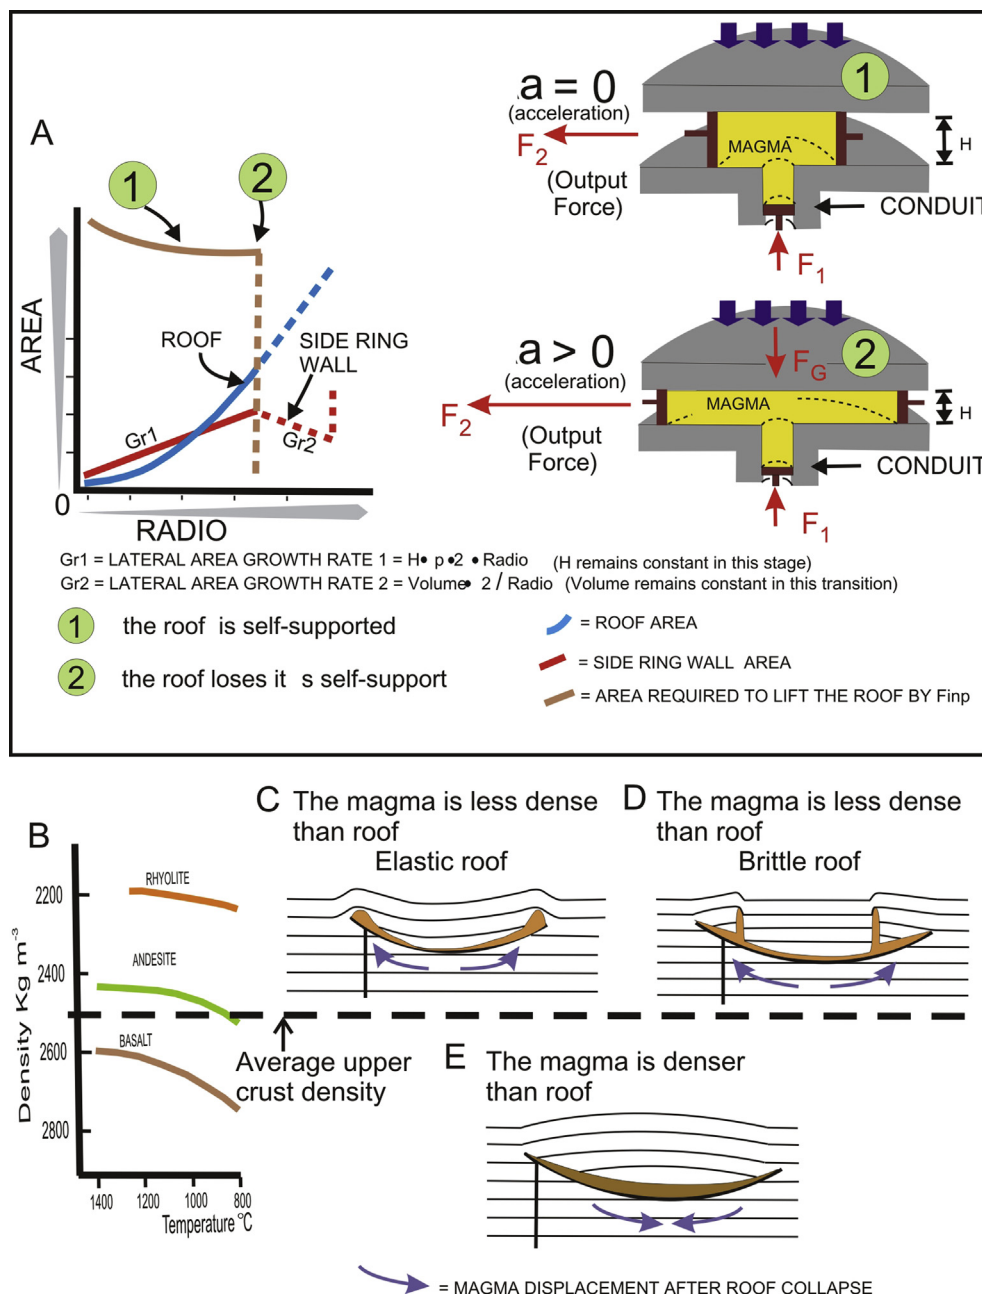 A
1
2
AREA
ROOF
SIDE RING
WALL
Gr1
Gr2
0
RADIO
a = 0
(acceleration)
F2
(Output
Force)
1
MAGMA
H
CONDUIT
F1
a > 0
(acceleration)
F2
(Output
Force)
2
FG
MAGMA
H
CONDUIT
F1
Gr1 = LATERAL AREA GROWTH RATE 1 = H• p •2 • Radio (H remains constant in this stage)
Gr2 = LATERAL AREA GROWTH RATE 2 = Volume• 2 / Radio (Volume remains constant in this transition)
1 the roof is self-supported
2 the roof loses it s self-support
= ROOF AREA
= SIDE RING WALL AREA
= AREA REQUIRED TO LIFT THE ROOF BY Finp
B
Density Kg m-3
2200
2400
2600
2800
RHYOLITE
ANDESITE
BASALT
1400 1200 1000 800
Temperature °C
Average upper
crust density
C The magma is less dense
than roof
Elastic roof
D The magma is less dense
than roof
Brittle roof
E The magma is denser
than roof
= MAGMA DISPLACEMENT AFTER ROOF COLLAPSE